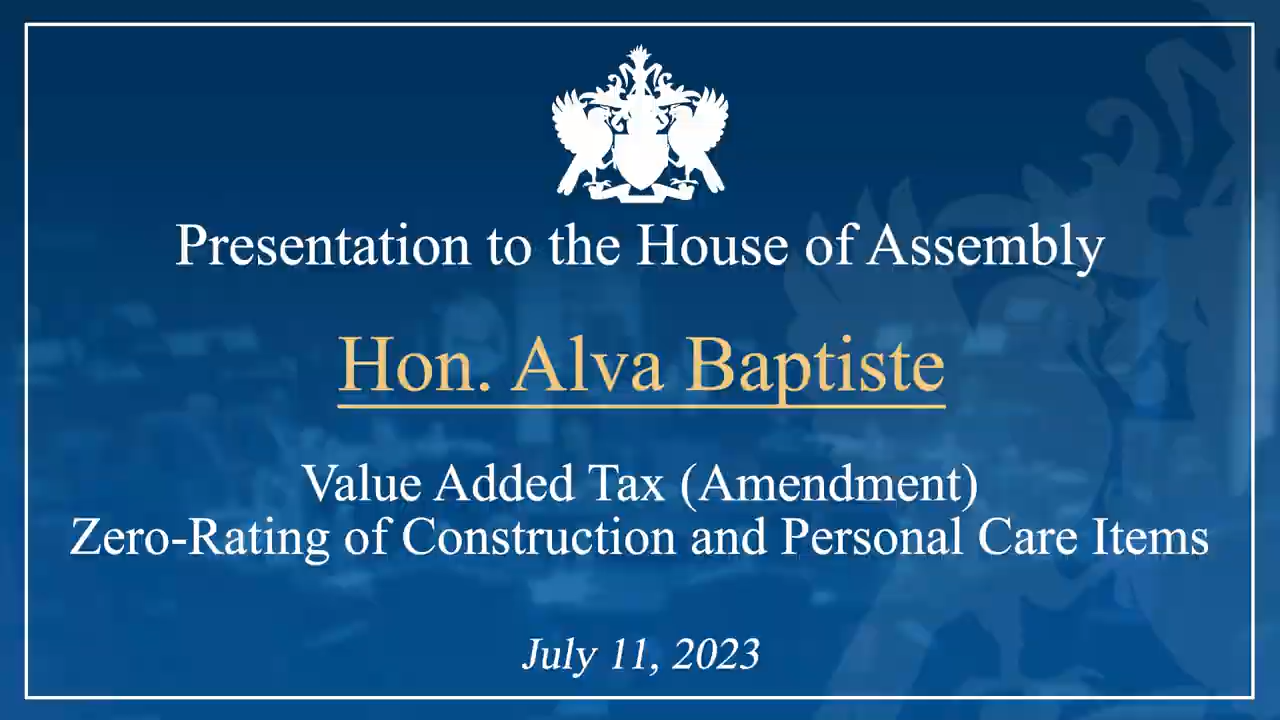 Presentation to the House of Assembly
Hon. Alva Baptiste
Value Added Tax (Amendment)
Zero-Rating of Construction and Personal Care Items
July 11, 2023